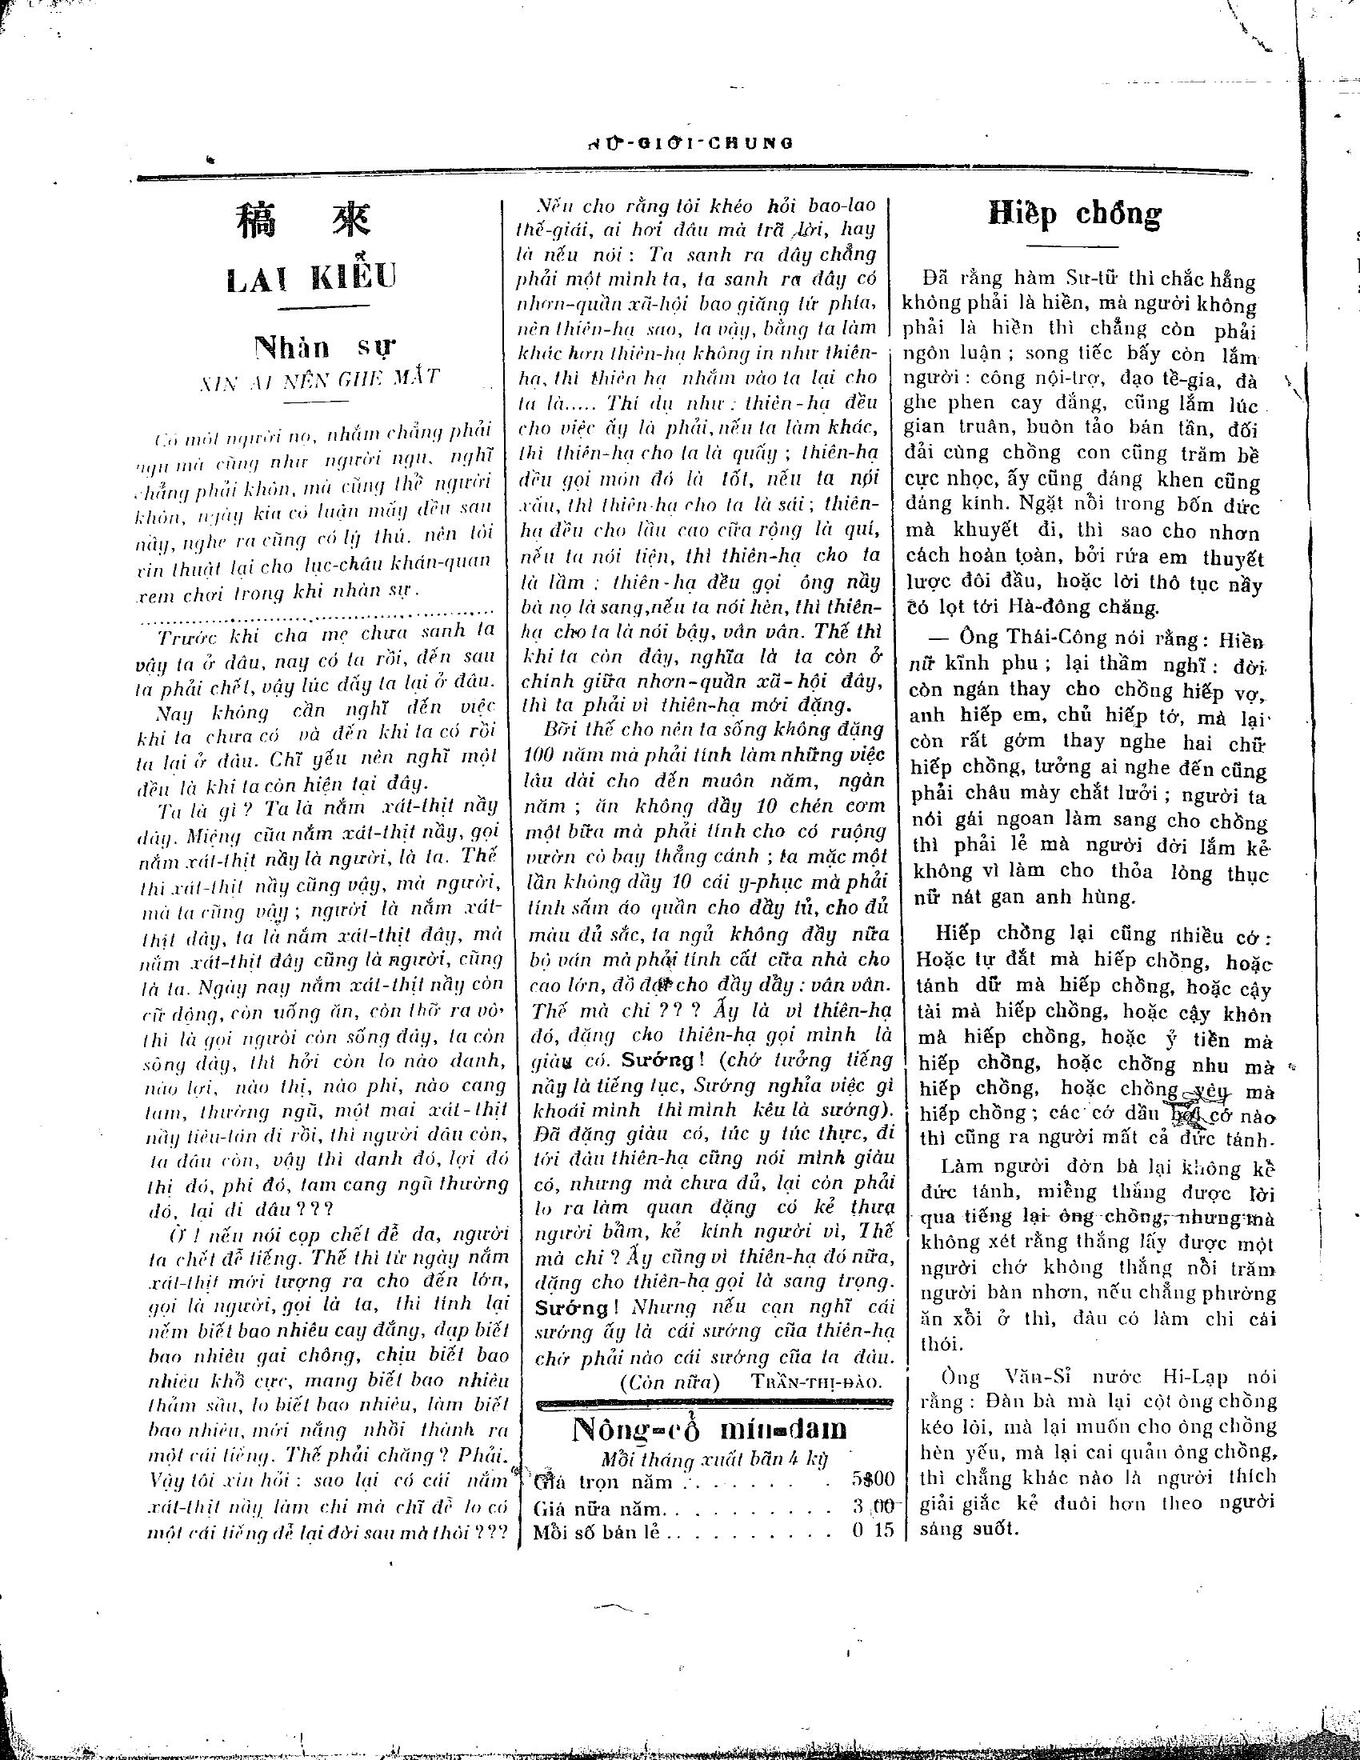 NỮ-GIỚI-CHUNG
稿 來
LAI KIỂU
Nhàn sự
XIN AI NÊN GHE MẮT
Có một người nọ, nhắm chẳng phải
ngu mà cũng như người ngu, nghĩ
chẳng phải khôn, mà cũng thể người
khôn, ngày kia có luận mấy đều sau
nầy, nghe ra cũng có lý thú. nên tôi
xin thuật lại cho lục-châu khán-quan
xem chơi trong khi nhàn sự.
Trước khi cha mẹ chưa sanh ta
vậy ta ở đâu, nay có ta rồi, đến sau
ta phải chết, vậy lúc đấy ta lại ở đâu.
Nay không cần nghĩ đến việc
khi ta chưa có và đến khi ta có rồi
ta lại ở đâu. Chĩ yếu nên nghĩ một
đều là khi ta còn hiện tại đây.
Ta là gì? Ta là nắm xát-thịt nầy
đây. Miệng cũa nắm xát-thịt nầy, gọi
nắm xát-thịt nầy là người, là ta. Thế
thì xát-thịt nầy cũng vậy, mà người,
mà ta cũng vậy; người là nắm xát-
thịt đây, ta là nắm xát-thịt đây, mà
nắm xát-thịt đây cũng là người, cũng
là ta. Ngày nay nắm xát-thịt nầy còn
cữ động, còn uống ăn, còn thỡ ra vô,
thì là gọi người còn sống đây, ta còn
sống đây, thì hỡi còn lo nào danh,
nào lợi, nào thị, nào phi, nào cang
tam, thường ngũ, một mai xát-thịt
nầy tiêu-tán đi rồi, thì người đâu còn,
ta đâu còn, vậy thì danh đó, lợi đó
thị đó, phi đó, tam cang ngũ thường
đó, lại đi đâu???
Ờ! nếu nói cọp chết đễ da, người
ta chết đễ tiếng. Thế thì từ ngày nắm
xát-thịt mới tượng ra cho đến lớn,
gọi là người, gọi là ta, thì tính lại
nếm biết bao nhiêu cay đắng, đạp biết
bao nhiêu gai chông, chịu biết bao
nhiêu khổ cực, mang biết bao nhiêu
thảm sầu, lo biết bao nhiêu, làm biết
bao nhiêu, mới nắng nhồi thành ra
một cái tiếng. Thế phải chăng? Phải.
Vậy tôi xin hỏi: sao lại có cái nắm
xát-thịt nầy làm chi mà chĩ đễ lo có
một cái tiếng đễ lại đời sau mà thôi???
Nếu cho rằng tôi khéo hỏi bao-lao
thế-giái, ai hơi đâu mà trã lời, hay
là nếu nói: Ta sanh ra đây chẳng
phải một mình ta, ta sanh ra đây có
nhơn-quần xã-hội bao giăng tứ phía,
nên thiên-hạ sao, ta vậy, bằng ta làm
khác hơn thiên-hạ không in như thiên-
hạ, thì thiên hạ nhắm vào ta lại cho
ta là..... Thí dụ như: thiên-hạ đều
cho việc ấy là phải, nếu ta làm khác,
thì thiên-hạ cho ta là quấy; thiên-hạ
đều gọi món đó là tốt, nếu ta nói
xấu, thì thiên-hạ cho ta là sái; thiên-
hạ đều cho lầu cao cữa rộng là quí,
nếu ta nói tiện, thì thiên-hạ cho ta
là lầm; thiên-hạ đều gọi ông nầy
bà nọ là sang, nếu ta nói hèn, thì thiên-
hạ cho ta là nói bậy, vân vân. Thế thì
khi ta còn đây, nghĩa là ta còn ở
chính giữa nhơn-quần xã-hội đây,
thì ta phải vì thiên-hạ mới đặng.
Bỡi thế cho nên ta sống không đặng
100 năm mà phải tính làm những việc
lâu dài cho đến muôn năm, ngàn
năm; ăn không đầy 10 chén cơm
một bữa mà phải tính cho có ruộng
vườn cò bay thẳng cánh; ta mặc một
lần không đầy 10 cái y-phục mà phải
tính sắm áo quần cho đầy tủ, cho đủ
màu đủ sắc, ta ngủ không đầy nữa
bộ ván mà phải tính cất cữa nhà cho
cao lớn, đồ đạt cho đầy đẩy: vân vân.
Thế mà chi??? Ấy là vì thiên-hạ
đó, đặng cho thiên-hạ gọi mình là
giàu có. Sướng! (chớ tưởng tiếng
nầy là tiếng tục, Sướng nghĩa việc gì
khoái mình thì mình kêu là sướng).
Đã đặng giàu có, túc y túc thực, đi
tới đâu thiên-hạ cũng nói mình giàu
có, nhưng mà chưa đủ, lại còn phải
lo ra làm quan đặng có kẻ thưa
người bẩm, kẻ kính người vì, Thế
mà chi? Ấy cũng vì thiên-hạ đó nữa,
đặng cho thiên-hạ gọi là sang trọng.
Sướng! Nhưng nếu cạn nghĩ cái
sướng ấy là cái sướng cũa thiên-hạ
chớ phải nào cái sướng cũa ta đâu.
(Còn nữa) TRẦN-THỊ-ĐÀO.
Nông-cổ mín-đàm
Mỗi tháng xuất bãn 4 kỳ
Giá trọn năm . . . . . . . . 5$00
Giá nữa năm. . . . . . . . . . 3 00
Mỗi số bán lẻ . . . . . . . . . 0 15
Hiếp chồng
Đã rằng hàm Sư-tử thì chắc hẳng
không phải là hiền, mà người không
phải là hiền thì chẳng còn phải
ngôn luận; song tiếc bấy còn lắm
người: công nội-trợ, đạo tề-gia, đà
ghe phen cay đắng, cũng lắm lúc
gian truân, buôn tảo bán tần, đối
đải cùng chồng con cũng trăm bề
cực nhọc, ấy cũng đáng khen cũng
đáng kính. Ngặt nỗi trong bốn đức
mà khuyết đi, thì sao cho nhơn
cách hoàn toàn, bởi rứa em thuyết
lược đôi đầu, hoặc lời thô tục nầy
có lọt tới Hà-đông chăng.
— Ông Thái-Công nói rằng: Hiền
nữ kĩnh phu; lại thầm nghĩ: đời
còn ngán thay cho chồng hiếp vợ,
anh hiếp em, chủ hiếp tớ, mà lại
còn rất gớm thay nghe hai chữ
hiếp chồng, tưởng ai nghe đến cũng
phải châu mày chắt lưởi; người ta
nói gái ngoan làm sang cho chồng
thì phải lẻ mà người đời lắm kẻ
không vì làm cho thỏa lòng thục
nữ nát gan anh hùng.
Hiếp chồng lại cũng nhiều cớ:
Hoặc tự đắt mà hiếp chồng, hoặc
tánh dữ mà hiếp chồng, hoặc cậy
tài mà hiếp chồng, hoặc cậy khôn
mà hiếp chồng, hoặc ỷ tiền mà
hiếp chồng, hoặc chồng nhu mà
hiếp chồng, hoặc chồng yêu mà
hiếp chồng; các cớ dầu cớ nào
thì cũng ra người mất cả đức tánh.
Làm người đờn bà lại không kể
đức tánh, miễng thắng được lời
qua tiếng lại ông chồng, nhưng mà
không xét rằng thắng lấy được một
người chớ không thắng nỗi trăm
người bàn nhơn, nếu chẳng phường
ăn xổi ở thì, đâu có làm chi cái
thói.
Ông Văn-Sỉ nước Hi-Lạp nói
rằng: Đàn bà mà lại cột ông chồng
kéo lôi, mà lại muốn cho ông chồng
hèn yếu, mà lại cai quản ông chồng,
thì chẳng khác nào là người thích
giải giắc kẻ đuôi hơn theo người
sáng suốt.